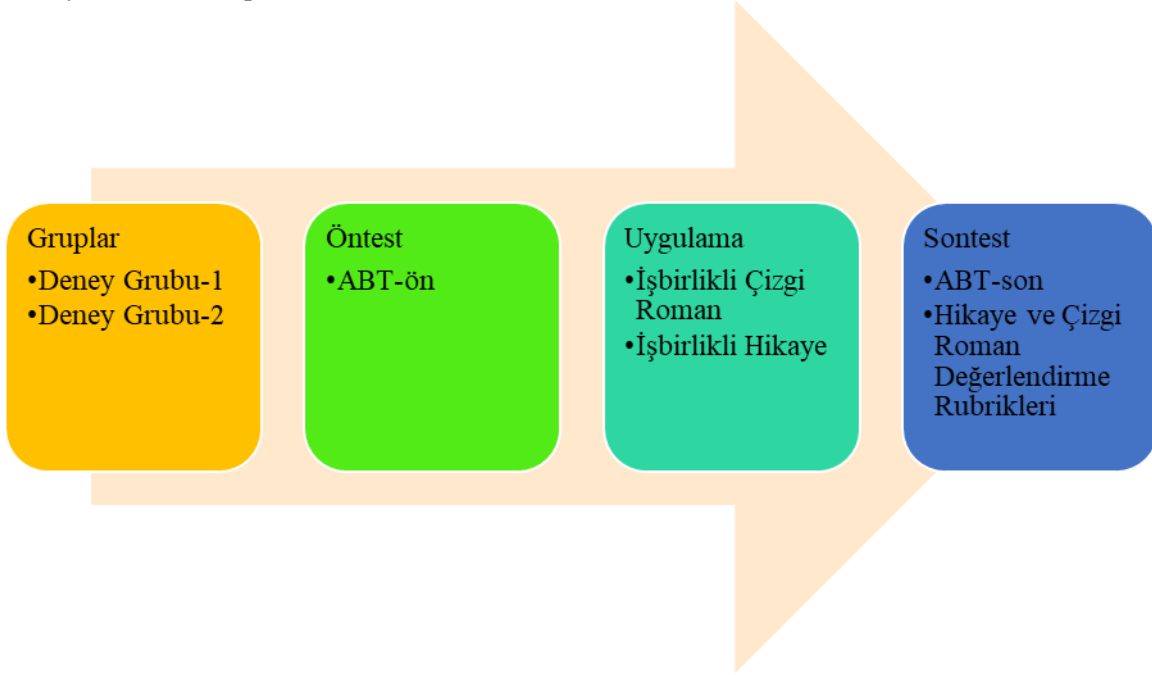 Gruplar
•Deney Grubu-1
•Deney Grubu-2
Öntest
•ABT-ön
Uygulama
•İşbirlikli Çizgi
Roman
•İşbirlikli Hikaye
Sontest
•ABT-son
•Hikaye ve Çizgi
Roman
Değerlendirme
Rubrikleri